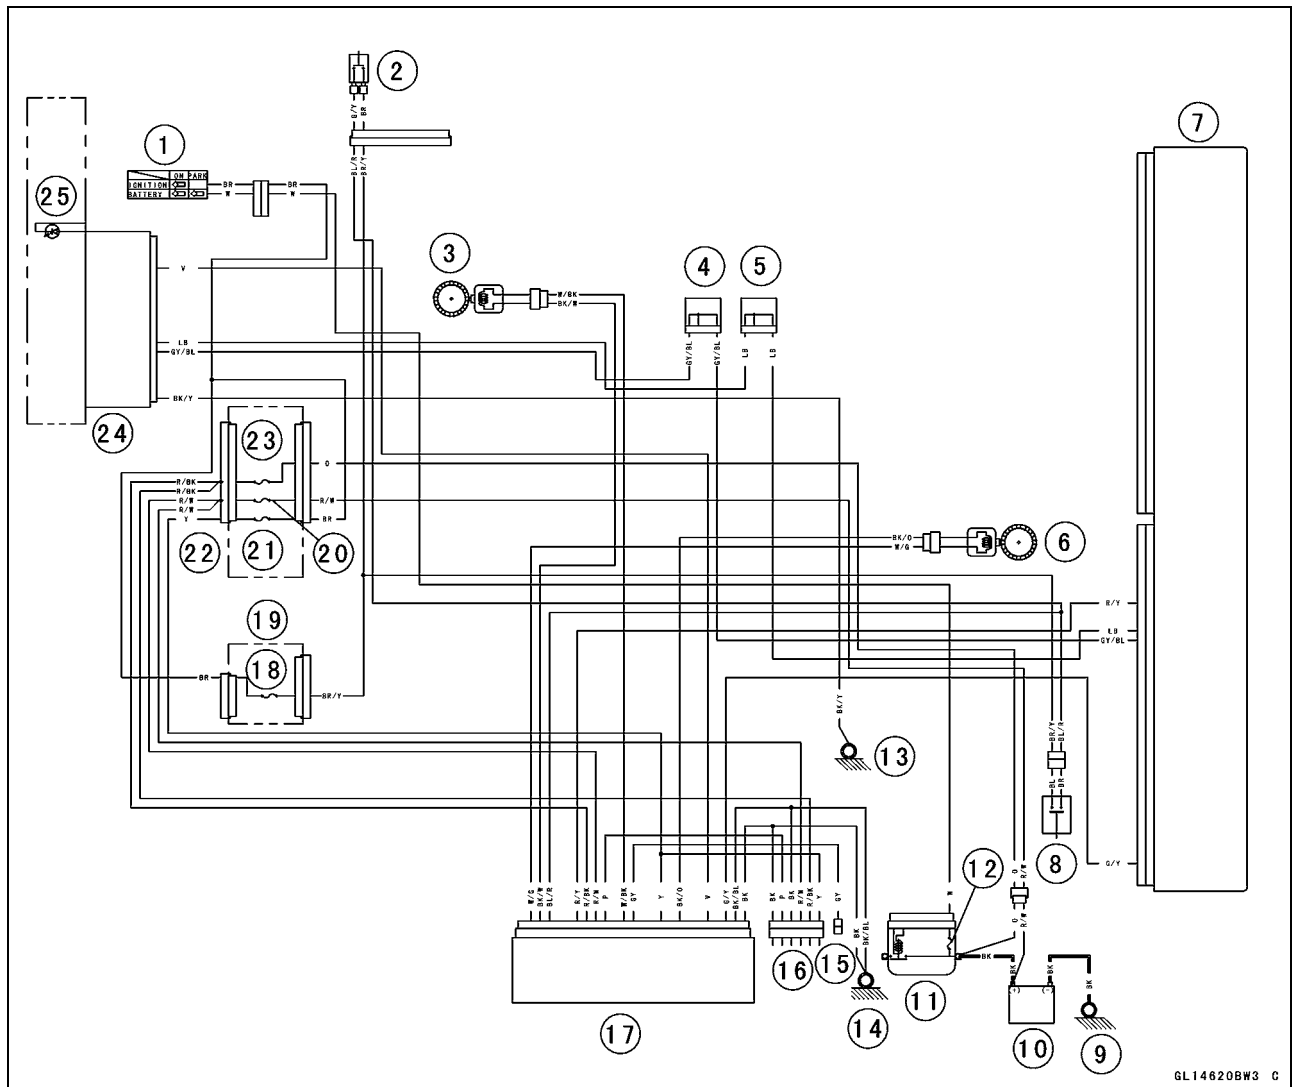 2
7
G/Y
BR
1
ON PARK
IGNITION
BATTERY
BR
BR
W
W
BL/R
BR/Y
25
3
4
5
V
W/BK
BK/W
LB
GY/BL
GY/BL
GY/BL
LB
LB
BK/Y
24
23
O
R/BK
R/BK
R/W
R/W
R/W
Y
BR
22
21
20
BK/O
W/G
6
R/Y
LB
GY/BL
19
18
BR
BR/Y
BK/Y
13
BR/Y
BL/R
BL
BR
8
G/Y
12
O
R/W
W
W/G
BK/W
BL/R
R/Y
R/BK
R/W
P
W/BK
GY
Y
BK/O
V
G/Y
BK/BL
BK
BK
P
BK
R/W
R/BK
Y
GY
BK
BK/BL
O
R/W
BK
BK
(+)
(-)
BK
16
15
14
11
10
9
17
GL14620BW3 C